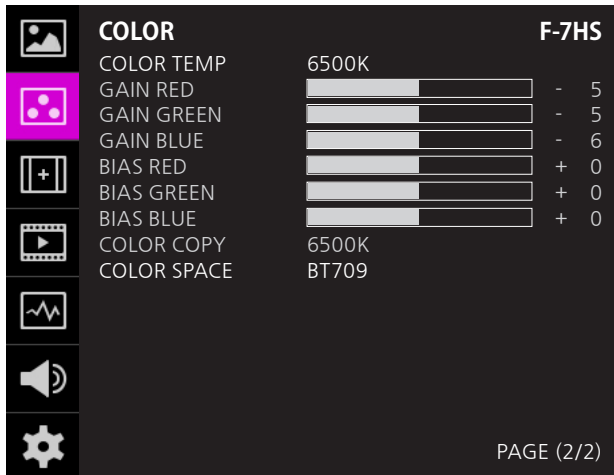 COLOR F-7HS
COLOR TEMP 6500K
GAIN RED - 5
GAIN GREEN - 5
GAIN BLUE - 6
BIAS RED + 0
BIAS GREEN + 0
BIAS BLUE + 0
COLOR COPY 6500K
COLOR SPACE BT709
PAGE (2/2)